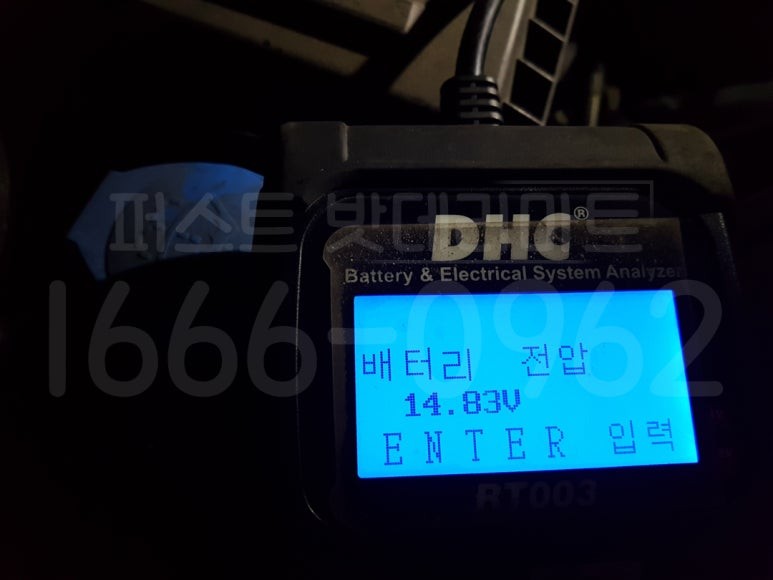 퍼스트 밧데리마트
DHC®
Battery & Electrical System Analyzer
1666-0962
배터리 전압
14.83V
ENTER 입력
RT003